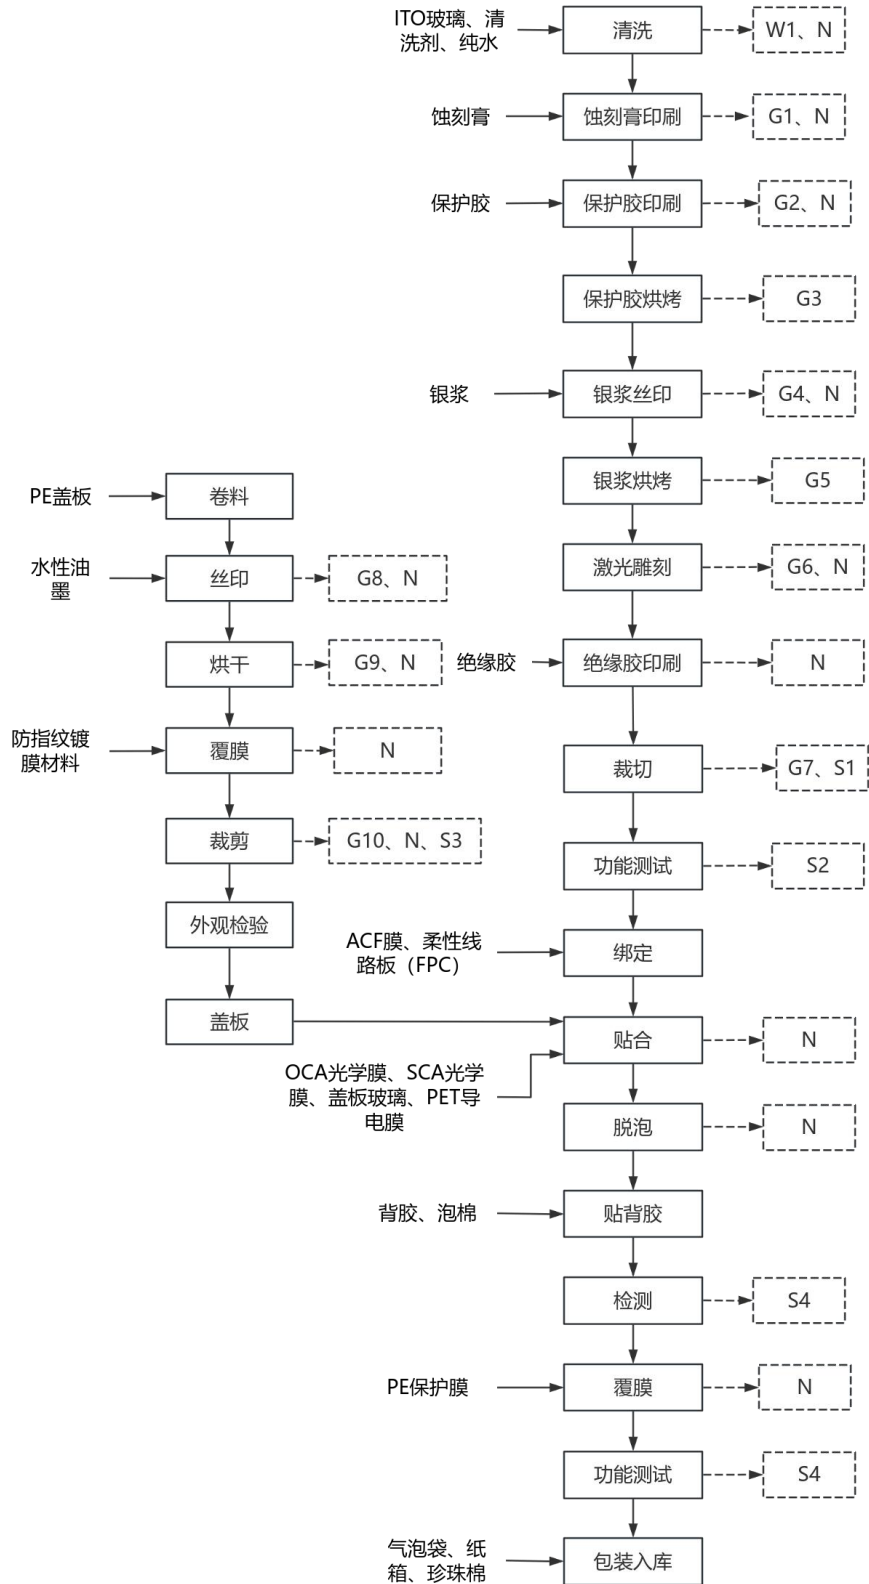 ITO玻璃、清
洗剂、纯水
清洗
W1、N
蚀刻膏
蚀刻膏印刷
G1、N
保护胶
保护胶印刷
G2、N
保护胶烘烤
G3
银浆
银浆丝印
G4、N
银浆烘烤
G5
PE盖板
卷料
激光雕刻
G6、N
水性油
墨
丝印
G8、N
绝缘胶
绝缘胶印刷
N
烘干
G9、N
防指纹镀
膜材料
覆膜
N
裁切
G7、S1
裁剪
G10、N、S3
功能测试
S2
外观检验
ACF膜、柔性线
路板（FPC）
绑定
盖板
贴合
N
OCA光学膜、SCA光学
膜、盖板玻璃、PET导
电膜
脱泡
N
背胶、泡棉
贴背胶
检测
S4
PE保护膜
覆膜
N
功能测试
S4
气泡袋、纸
箱、珍珠棉
包装入库